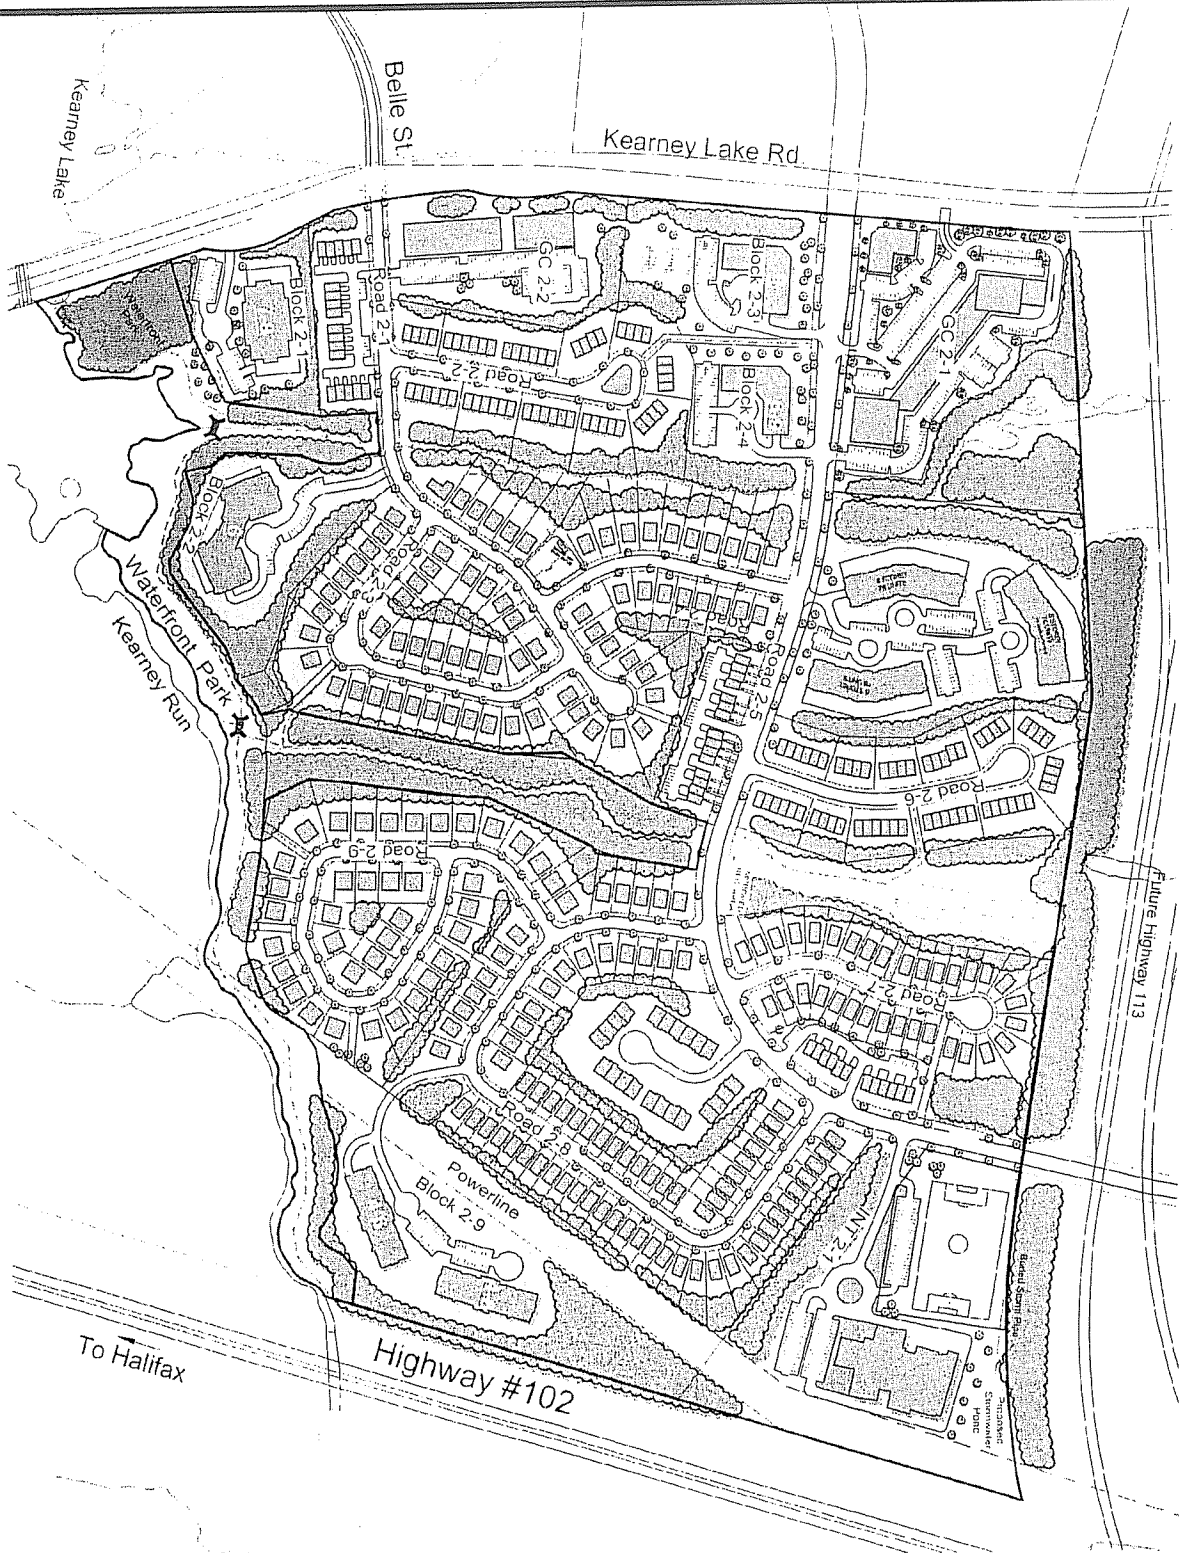 Kearney Lake
Belle St.
Kearney Lake Rd
Waterfront
Park
Block 2-1
Road 2-1
GC 2-2
Block 2-3
GC 2-1
Road 2-2
Block 2-4
Block 2-2
Road 2-3
Road 2-5
Road 2-6
Waterfront Park
Kearney Run
Road 2-9
Road 2-7
Future Highway 113
Road 2-8
Powerline
Block 2-9
INT 2-1
Stormwater
Pond
To Halifax
Highway #102